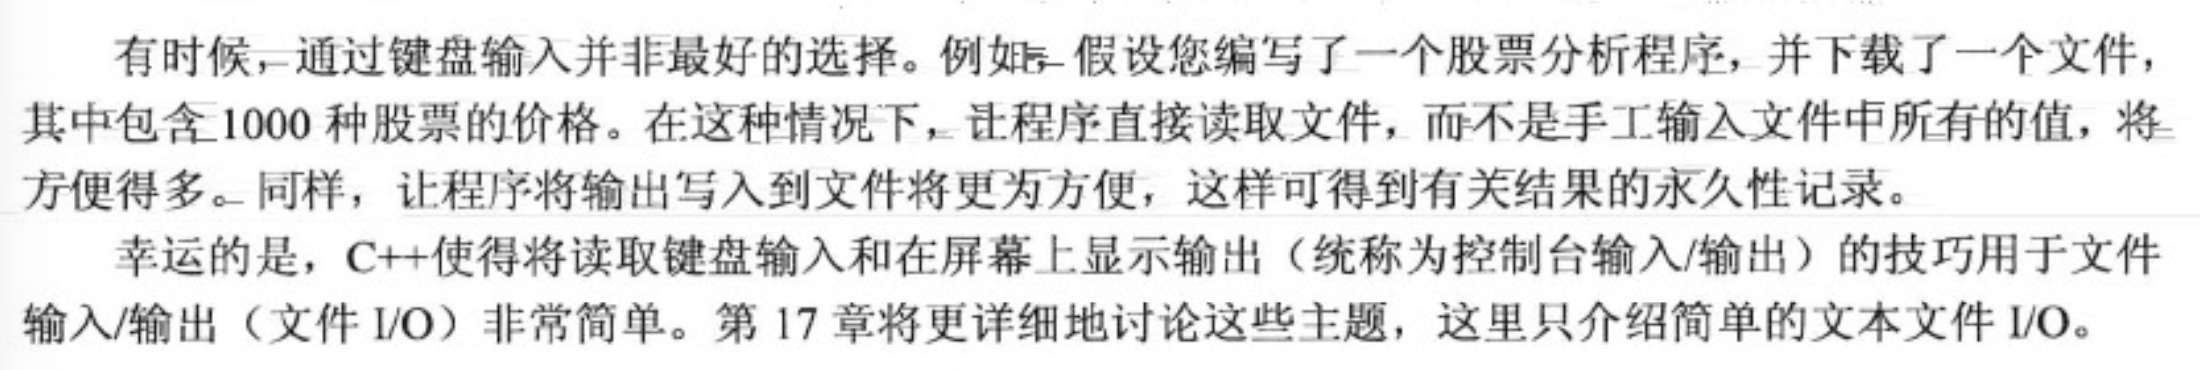 有时候，通过键盘输入并非最好的选择。例如，假设您编写了一个股票分析程序，并下载了一个文件，
其中包含 1000 种股票的价格。在这种情况下，让程序直接读取文件，而不是手工输入文件中所有的值，将
方便得多。同样，让程序将输出写入到文件将更为方便，这样可得到有关结果的永久性记录。
幸运的是，C++使得将读取键盘输入和在屏幕上显示输出（统称为控制台输入/输出）的技巧用于文件
输入/输出（文件 I/O）非常简单。第 17 章将更详细地讨论这些主题，这里只介绍简单的文本文件 I/O。